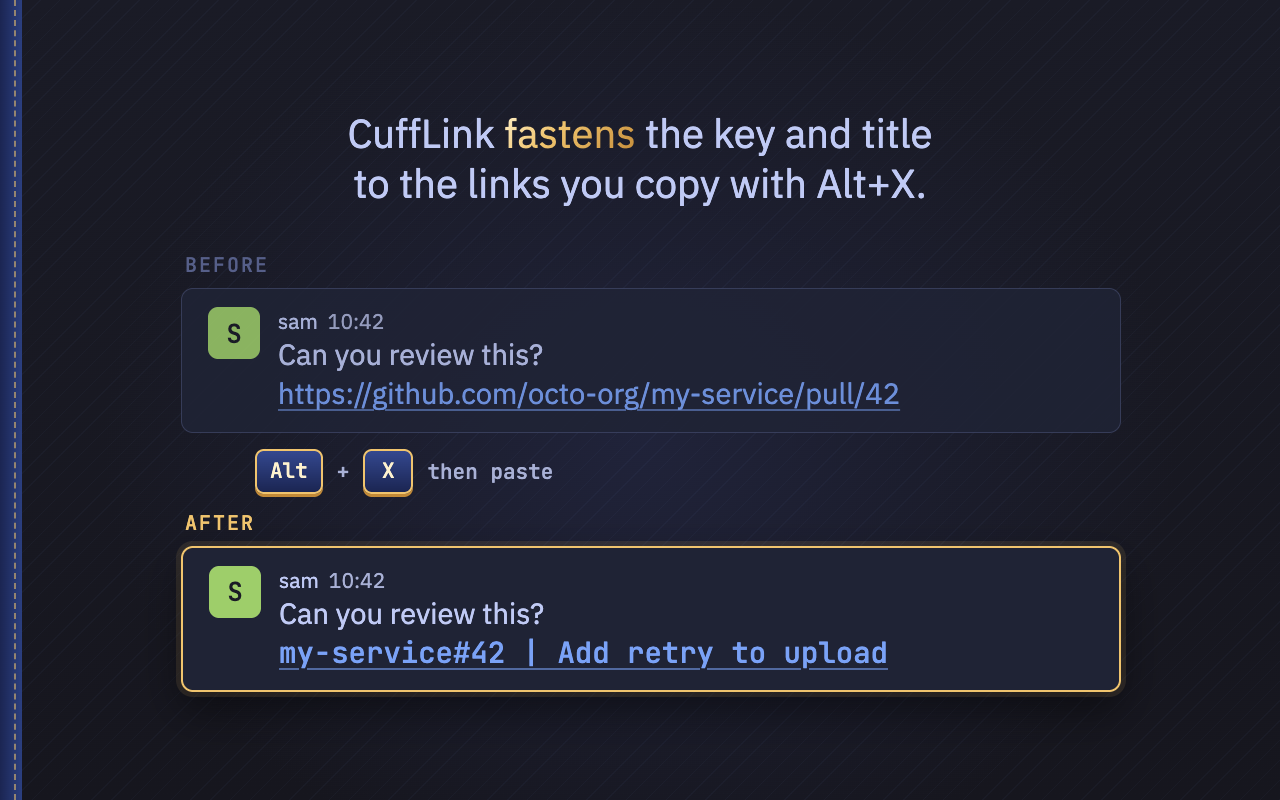 CuffLink fastens the key and title
to the links you copy with Alt+X.
BEFORE
S
sam 10:42
Can you review this?
https://github.com/octo-org/my-service/pull/42
Alt + X then paste
AFTER
S
sam 10:42
Can you review this?
my-service#42 | Add retry to upload